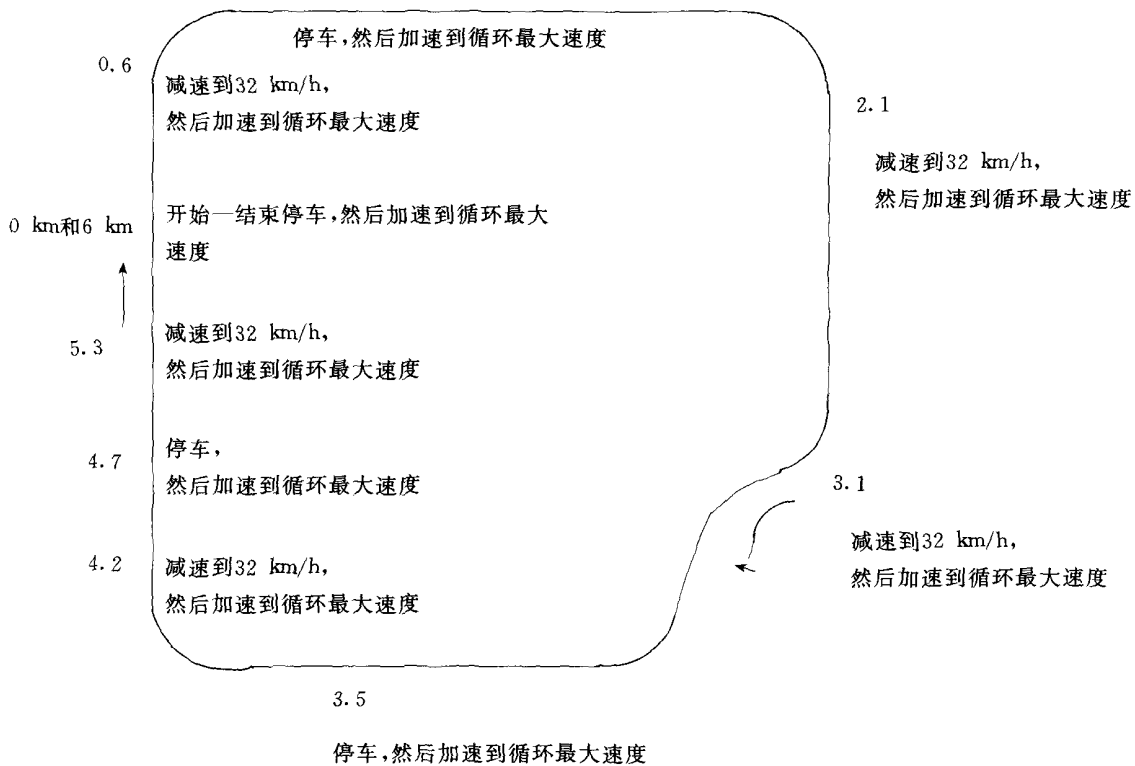 停车,然后加速到循环最大速度
0.6
减速到32 km/h,
然后加速到循环最大速度
2.1
减速到32 km/h,
然后加速到循环最大速度
0 km和6 km
开始—结束停车,然后加速到循环最大
速度
5.3
减速到32 km/h,
然后加速到循环最大速度
4.7
停车,
然后加速到循环最大速度
3.1
减速到32 km/h,
然后加速到循环最大速度
4.2
减速到32 km/h,
然后加速到循环最大速度
3.5
停车,然后加速到循环最大速度